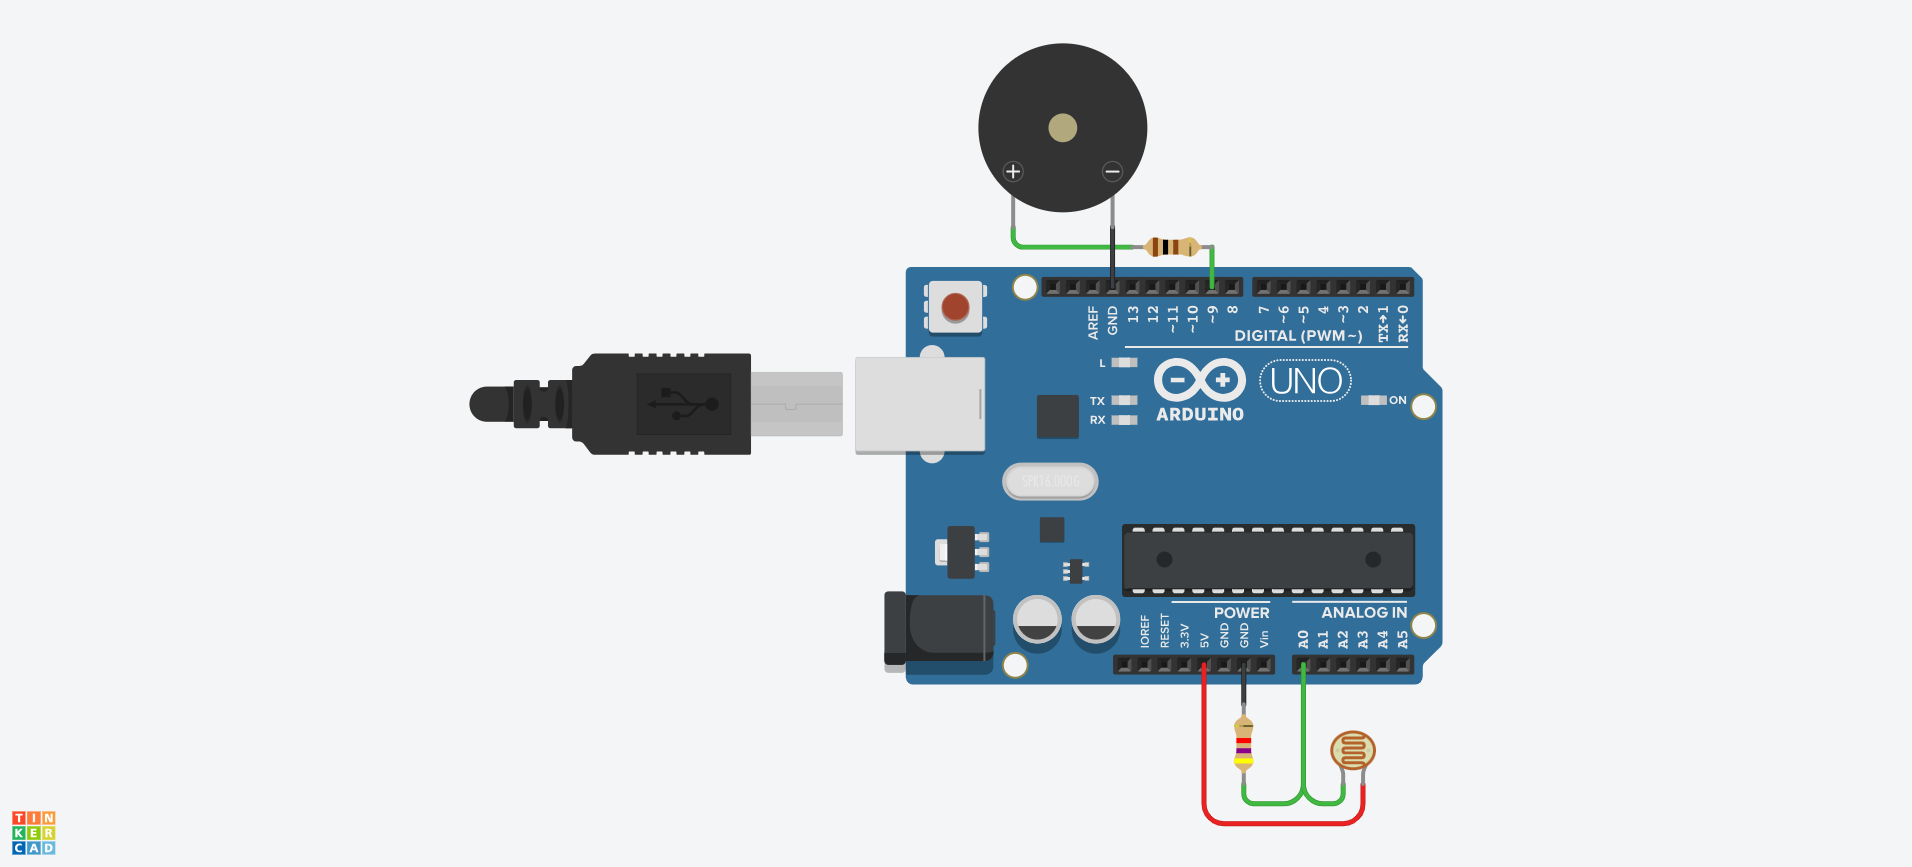 AREF
GND
13
12
~11
~10
~9
8
7
~6
~5
4
~3
2
TX→1
RX←0
DIGITAL (PWM~)
L
TX
RX
ARDUINO
UNO
ON
SPK16.000G
POWER
ANALOG IN
IOREF
RESET
3.3V
5V
GND
GND
Vin
A0
A1
A2
A3
A4
A5
TIN
KER
CAD